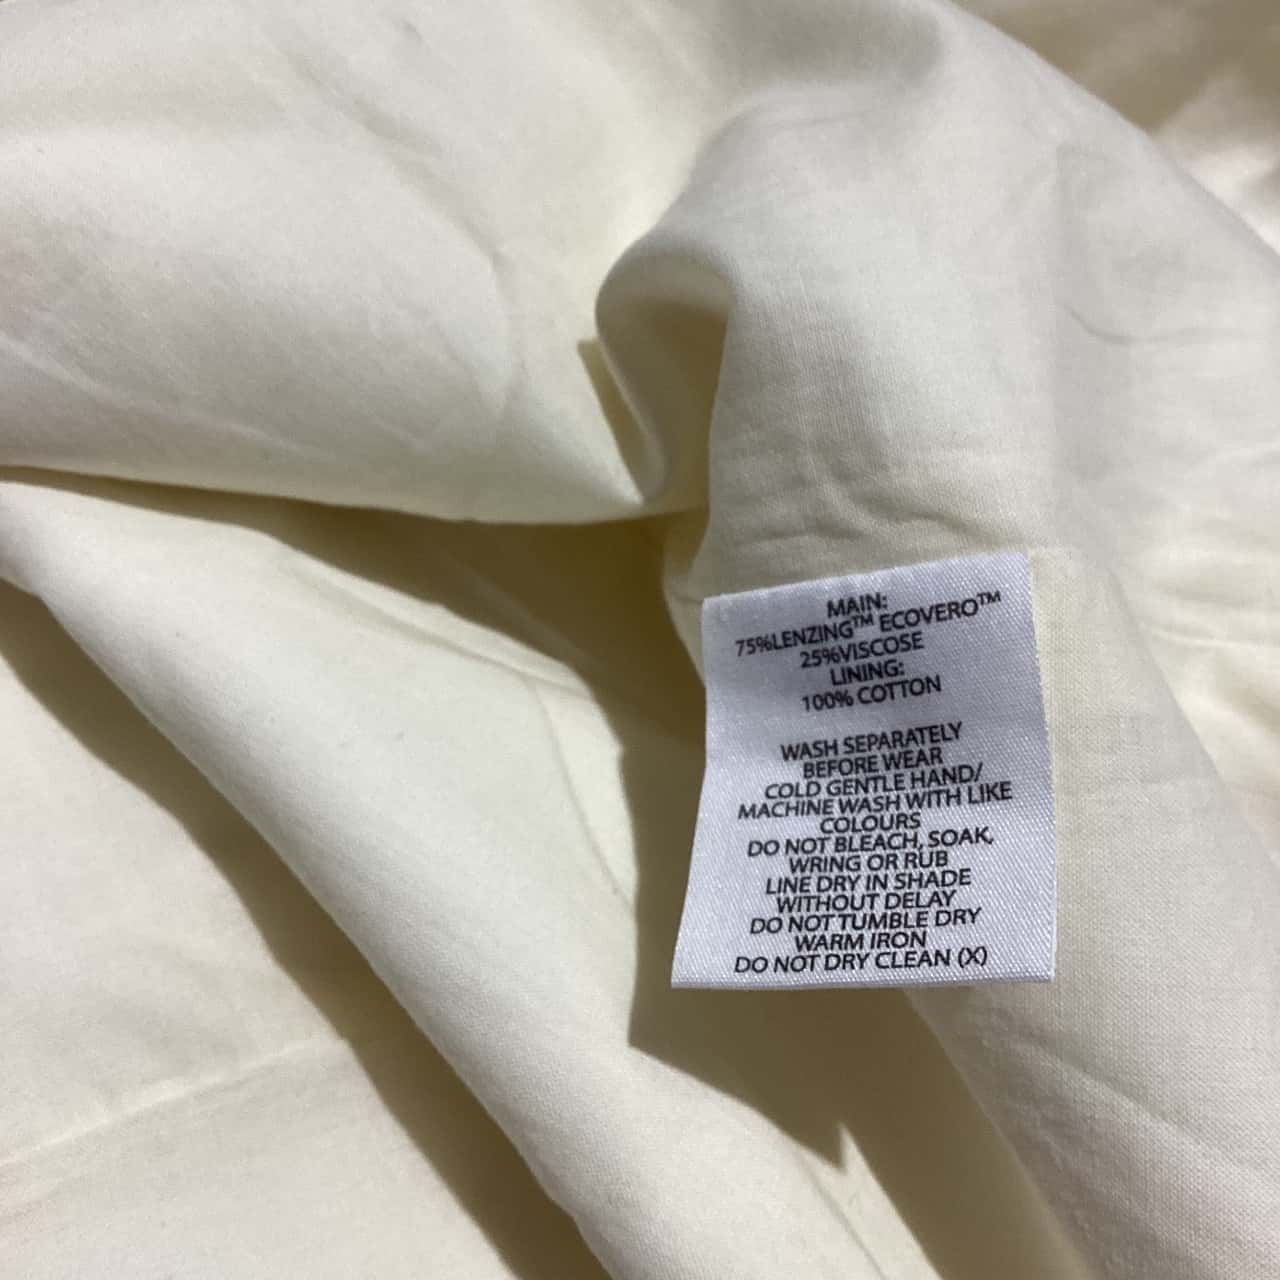 MAIN:
75%LENZING™ ECOVERO™
25%VISCOSE
LINING:
100% COTTON
WASH SEPARATELY
BEFORE WEAR
COLD GENTLE HAND/
MACHINE WASH WITH LIKE
COLOURS
DO NOT BLEACH, SOAK,
WRING OR RUB
LINE DRY IN SHADE
WITHOUT DELAY
DO NOT TUMBLE DRY
WARM IRON
DO NOT DRY CLEAN (X)